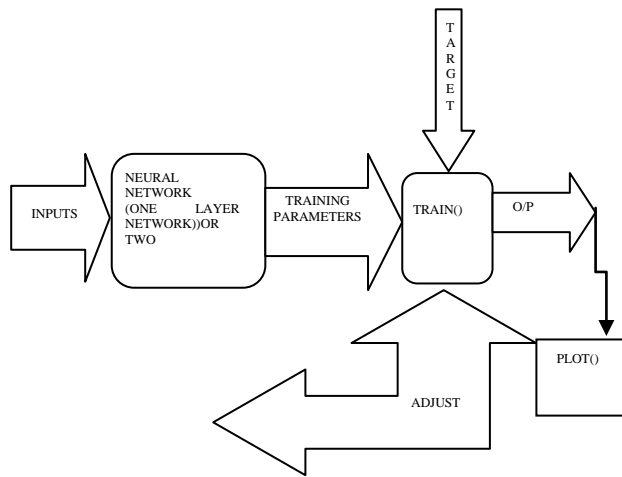 T
A
R
G
E
T
INPUTS
NEURAL
NETWORK
(ONE LAYER
NETWORK))OR
TWO
TRAINING
PARAMETERS
TRAIN()
O/P
PLOT()
ADJUST